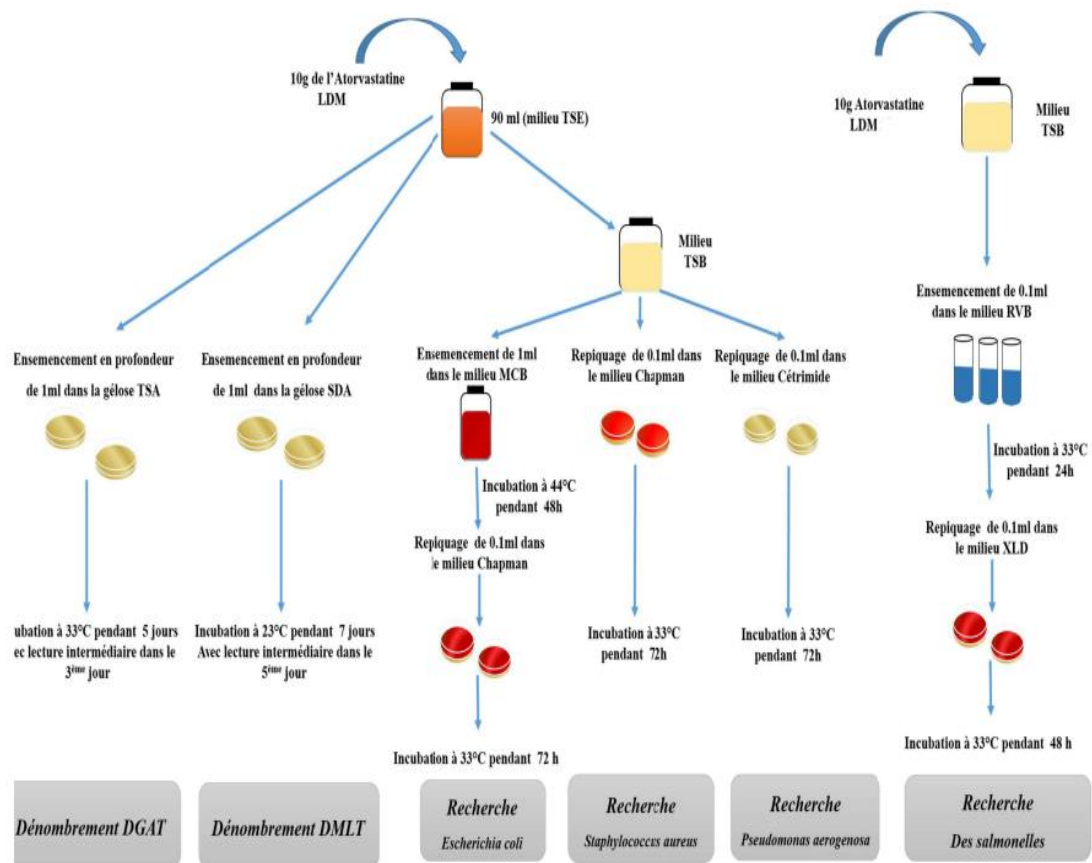 10g de l'Atorvastatine
LDM
90 ml (milieu TSE)
10g Atorvastatine
LDM
Milieu
TSB
Milieu
TSB
Ensemencement en profondeur
de 1ml dans la gélose TSA
Ensemencement en profondeur
de 1ml dans la gélose SDA
Ensemencement de 1ml
dans le milieu MCB
Repiquage de 0.1ml dans
le milieu Chapman
Repiquage de 0.1ml dans
le milieu Cétrimide
Ensemencement de 0.1ml
dans le milieu RVB
Incubation à 44°C
pendant 48h
Incubation à 33°C
pendant 24h
Repiquage de 0.1ml dans
le milieu Chapman
Repiquage de 0.1ml dans
le milieu XLD
ubation à 33°C pendant 5 jours
ec lecture intermédiaire dans le
3ème jour
Incubation à 23°C pendant 7 jours
Avec lecture intermédiaire dans le
5ème jour
Incubation à 33°C
pendant 72h
Incubation à 33°C
pendant 72h
Incubation à 33°C pendant 72 h
Incubation à 33°C pendant 48 h
Dénombrement DGAT
Dénombrement DMLT
Recherche
Escherichia coli
Recherche
Staphylococcus aureus
Recherche
Pseudomonas aerogenosa
Recherche
Des salmonelles